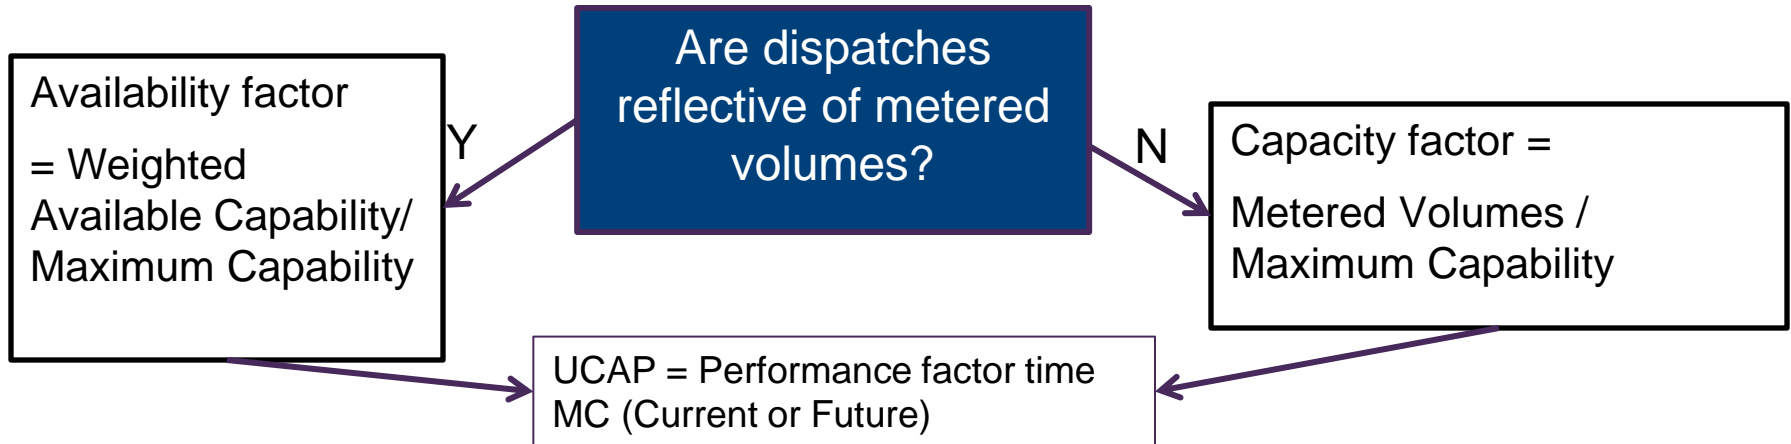 Are dispatches
reflective of metered
volumes?
Y
N
Availability factor
= Weighted
Available Capability/
Maximum Capability
Capacity factor =
Metered Volumes /
Maximum Capability
UCAP = Performance factor time
MC (Current or Future)